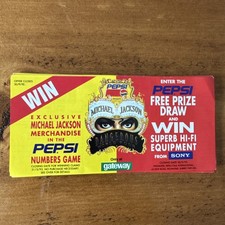 WIN
EXCLUSIVE
MICHAEL JACKSON
MERCHANDISE
IN THE
PEPSI
NUMBERS GAME
PEPSI
MICHAEL JACKSON
DANGEROUS
gateway
ENTER THE
PEPSI
FREE PRIZE
DRAW
AND
WIN
SUPERB HI-FI
EQUIPMENT
FROM SONY